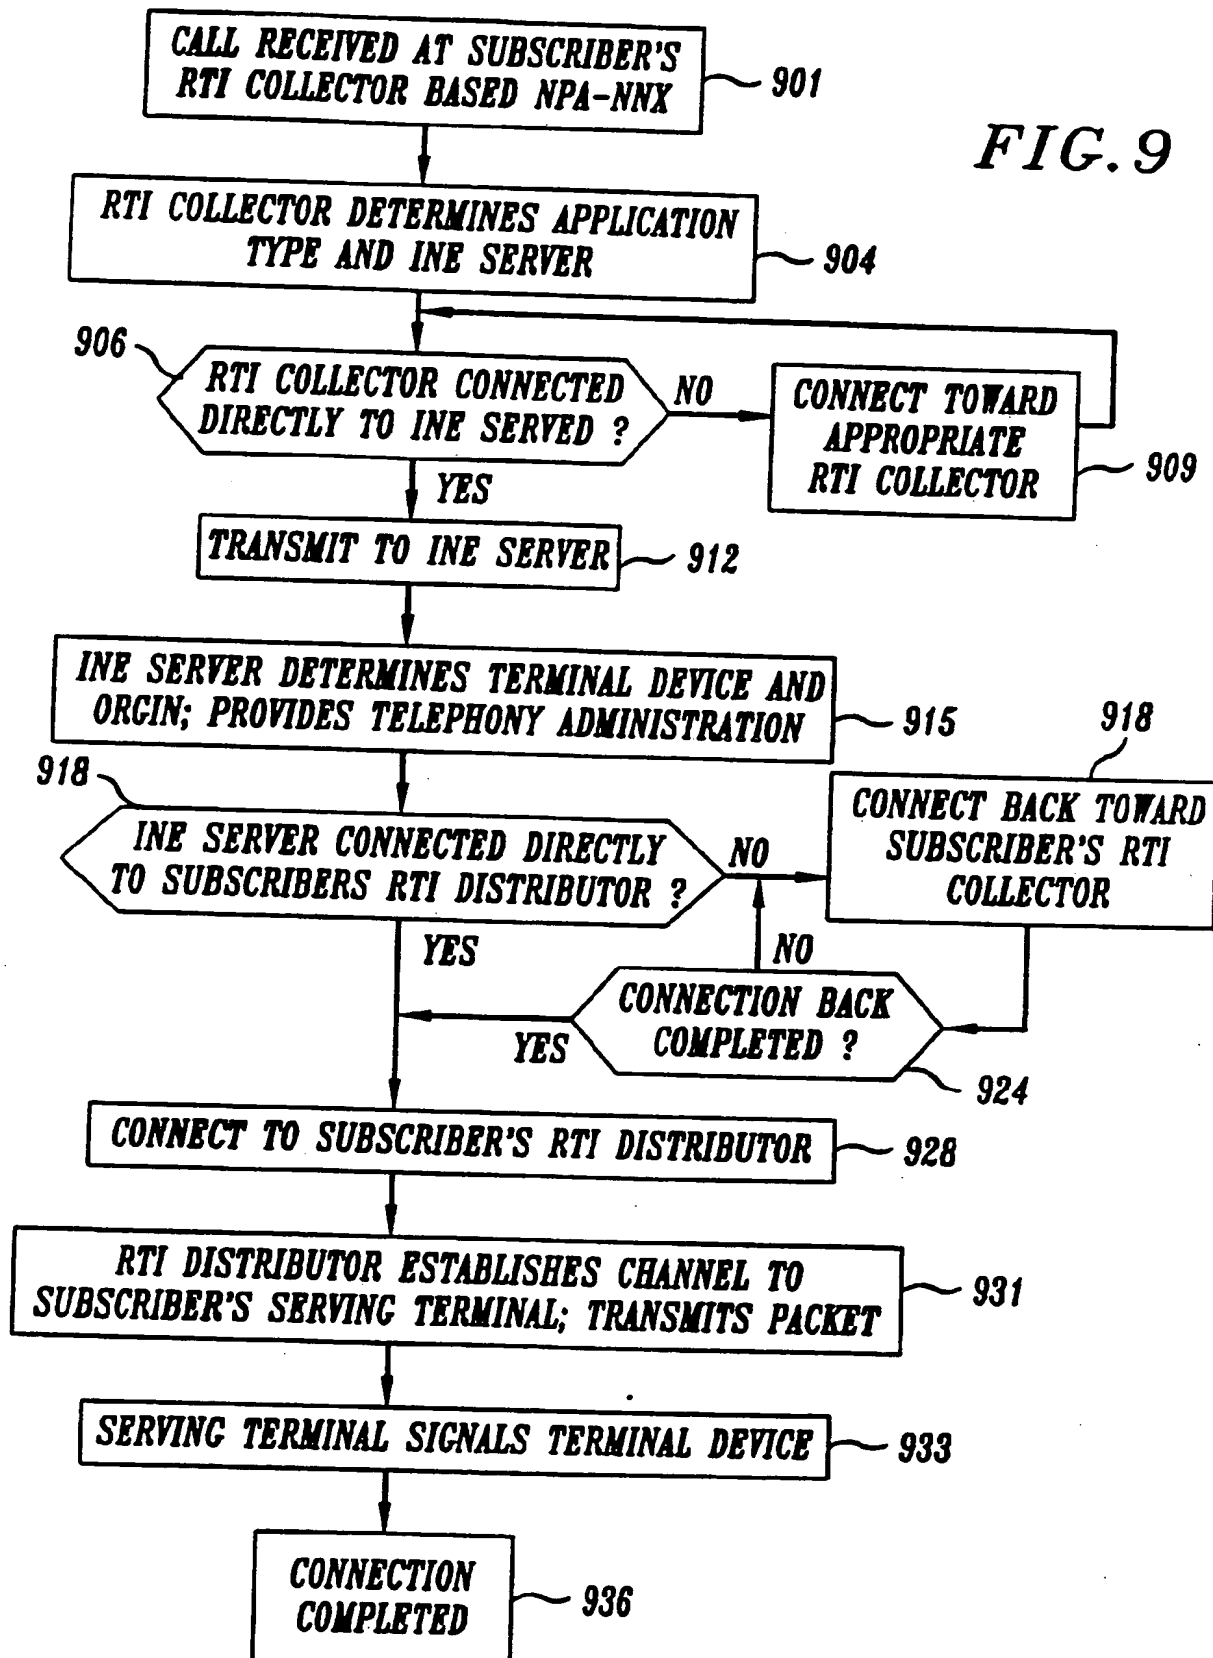 CALL RECEIVED AT SUBSCRIBER'S
RTI COLLECTOR BASED NPA-NNX
901
FIG. 9
RTI COLLECTOR DETERMINES APPLICATION
TYPE AND INE SERVER
904
906
RTI COLLECTOR CONNECTED
DIRECTLY TO INE SERVED ?
NO
CONNECT TOWARD
APPROPRIATE
RTI COLLECTOR
909
YES
TRANSMIT TO INE SERVER
912
INE SERVER DETERMINES TERMINAL DEVICE AND
ORGIN; PROVIDES TELEPHONY ADMINISTRATION
915
918
INE SERVER CONNECTED DIRECTLY
TO SUBSCRIBERS RTI DISTRIBUTOR ?
NO
918
CONNECT BACK TOWARD
SUBSCRIBER'S RTI
COLLECTOR
YES
NO
CONNECTION BACK
COMPLETED ?
YES
924
CONNECT TO SUBSCRIBER'S RTI DISTRIBUTOR
928
RTI DISTRIBUTOR ESTABLISHES CHANNEL TO
SUBSCRIBER'S SERVING TERMINAL; TRANSMITS PACKET
931
SERVING TERMINAL SIGNALS TERMINAL DEVICE
933
CONNECTION
COMPLETED
936